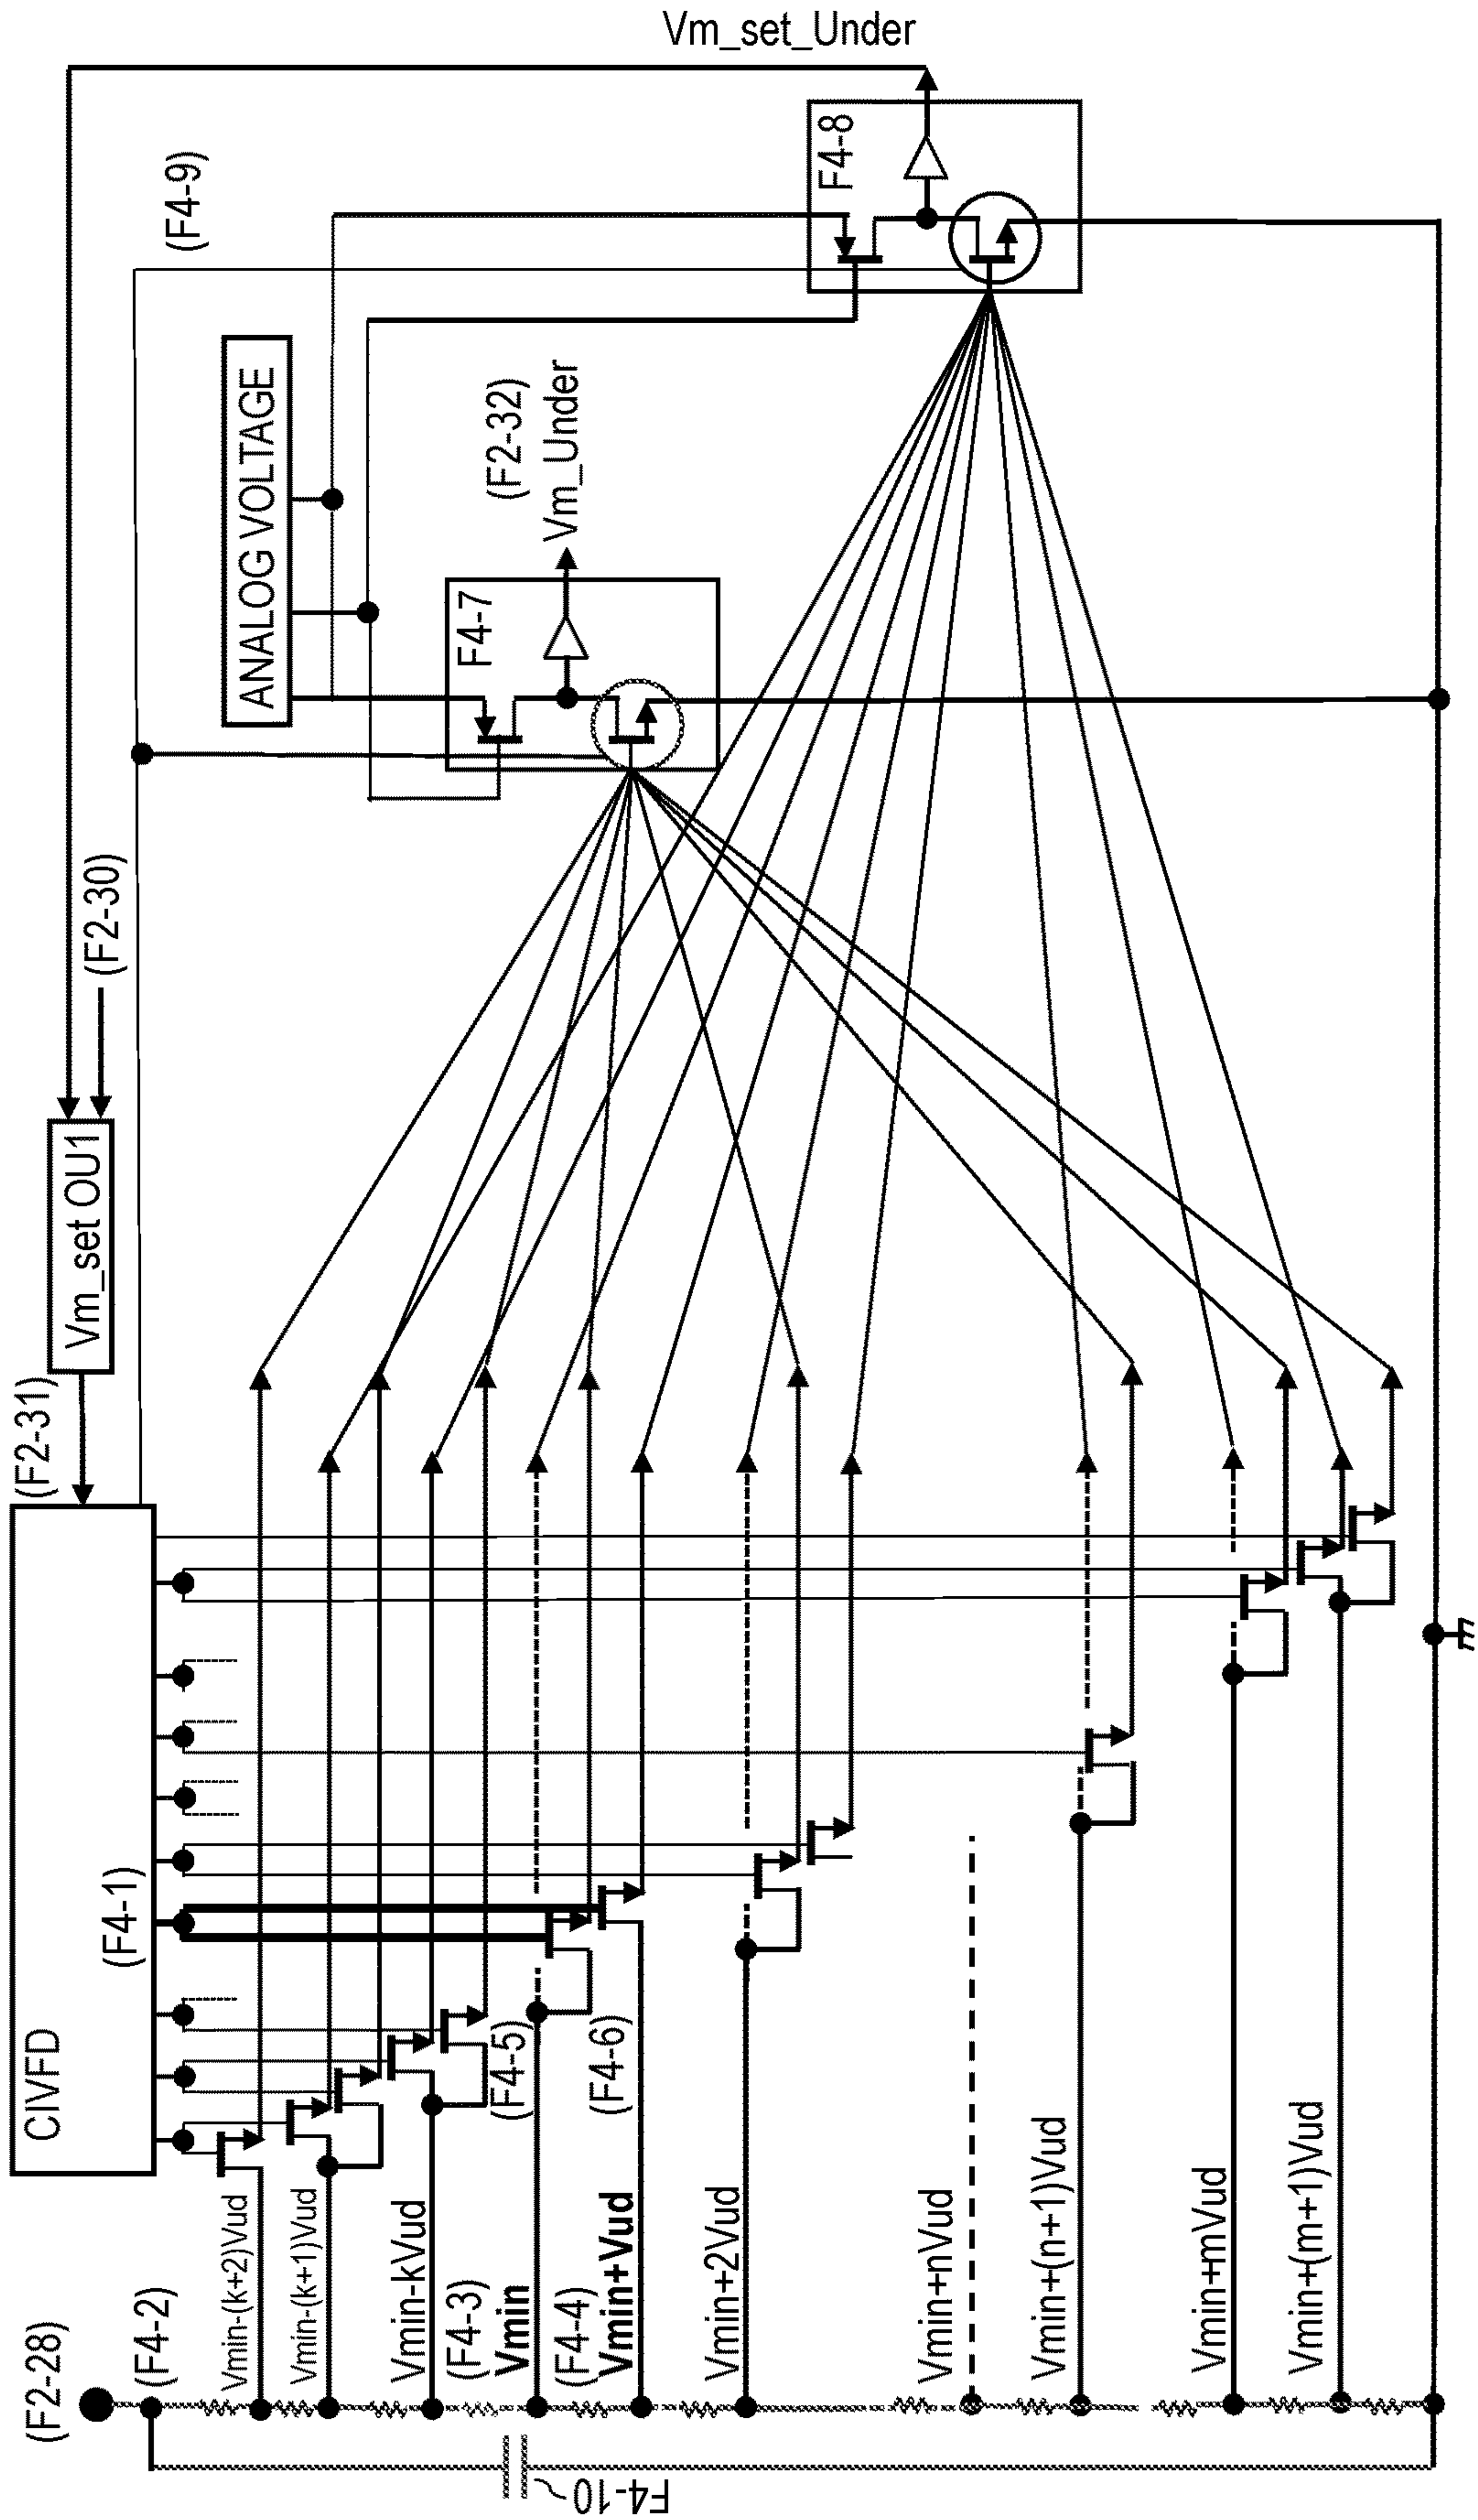 Vm_set_Under
(F4-9)
F4-8
ANALOG VOLTAGE
(F2-32)
Vm_Under
F4-7
(F2-30)
Vm_set OU1
(F2-31)
CIVFD
(F4-1)
(F4-5)
(F4-6)
(F2-28)
(F4-2)
Vmin-(k+2)Vud
Vmin-(k+1)Vud
Vmin-kVud
(F4-3)
Vmin
(F4-4)
Vmin+Vud
Vmin+2Vud
Vmin+nVud
Vmin+(n+1)Vud
Vmin+mVud
Vmin+(m+1)Vud
F4-10